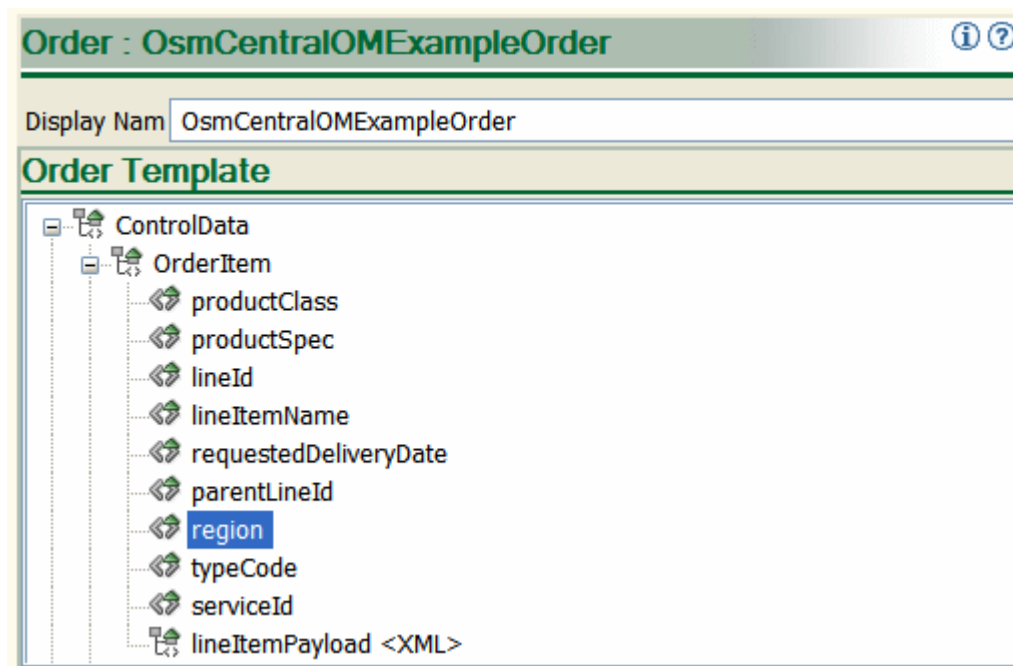 Order : OsmCentralOMExampleOrder
Display Nam OsmCentralOMExampleOrder
Order Template
ControlData
OrderItem
productClass
productSpec
lineId
lineItemName
requestedDeliveryDate
parentLineId
region
typeCode
serviceId
lineItemPayload <XML>